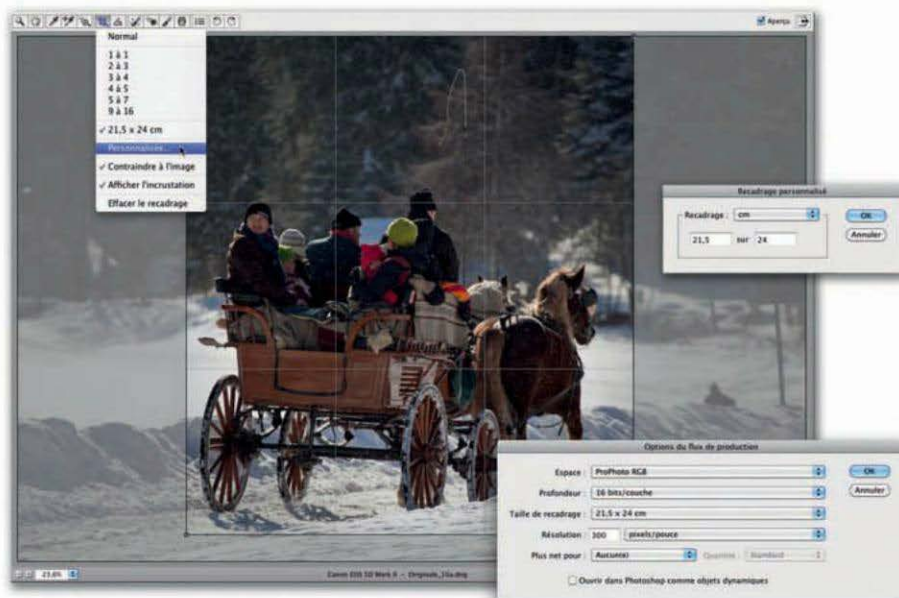 Aperçu
Normal
1 à 1
2 à 3
3 à 4
4 à 5
5 à 7
9 à 16
✓ 21,5 x 24 cm
Personnalisée...
✓ Contraindre à l'image
✓ Afficher l'incrustation
Effacer le recadrage
Recadrage personnalisé
Recadrage : cm
OK
21,5 sur 24
Annuler
Options du flux de production
Espace : ProPhoto RGB
OK
Profondeur : 16 bits/couche
Annuler
Taille de recadrage : 21,5 x 24 cm
Résolution : 300 pixels/pouce
Plus net pour : Aucun(e) Quantité : Standard
Ouvrir dans Photoshop comme objets dynamiques
23,6% Canon EOS 5D Mark II – Originale_16a.dng